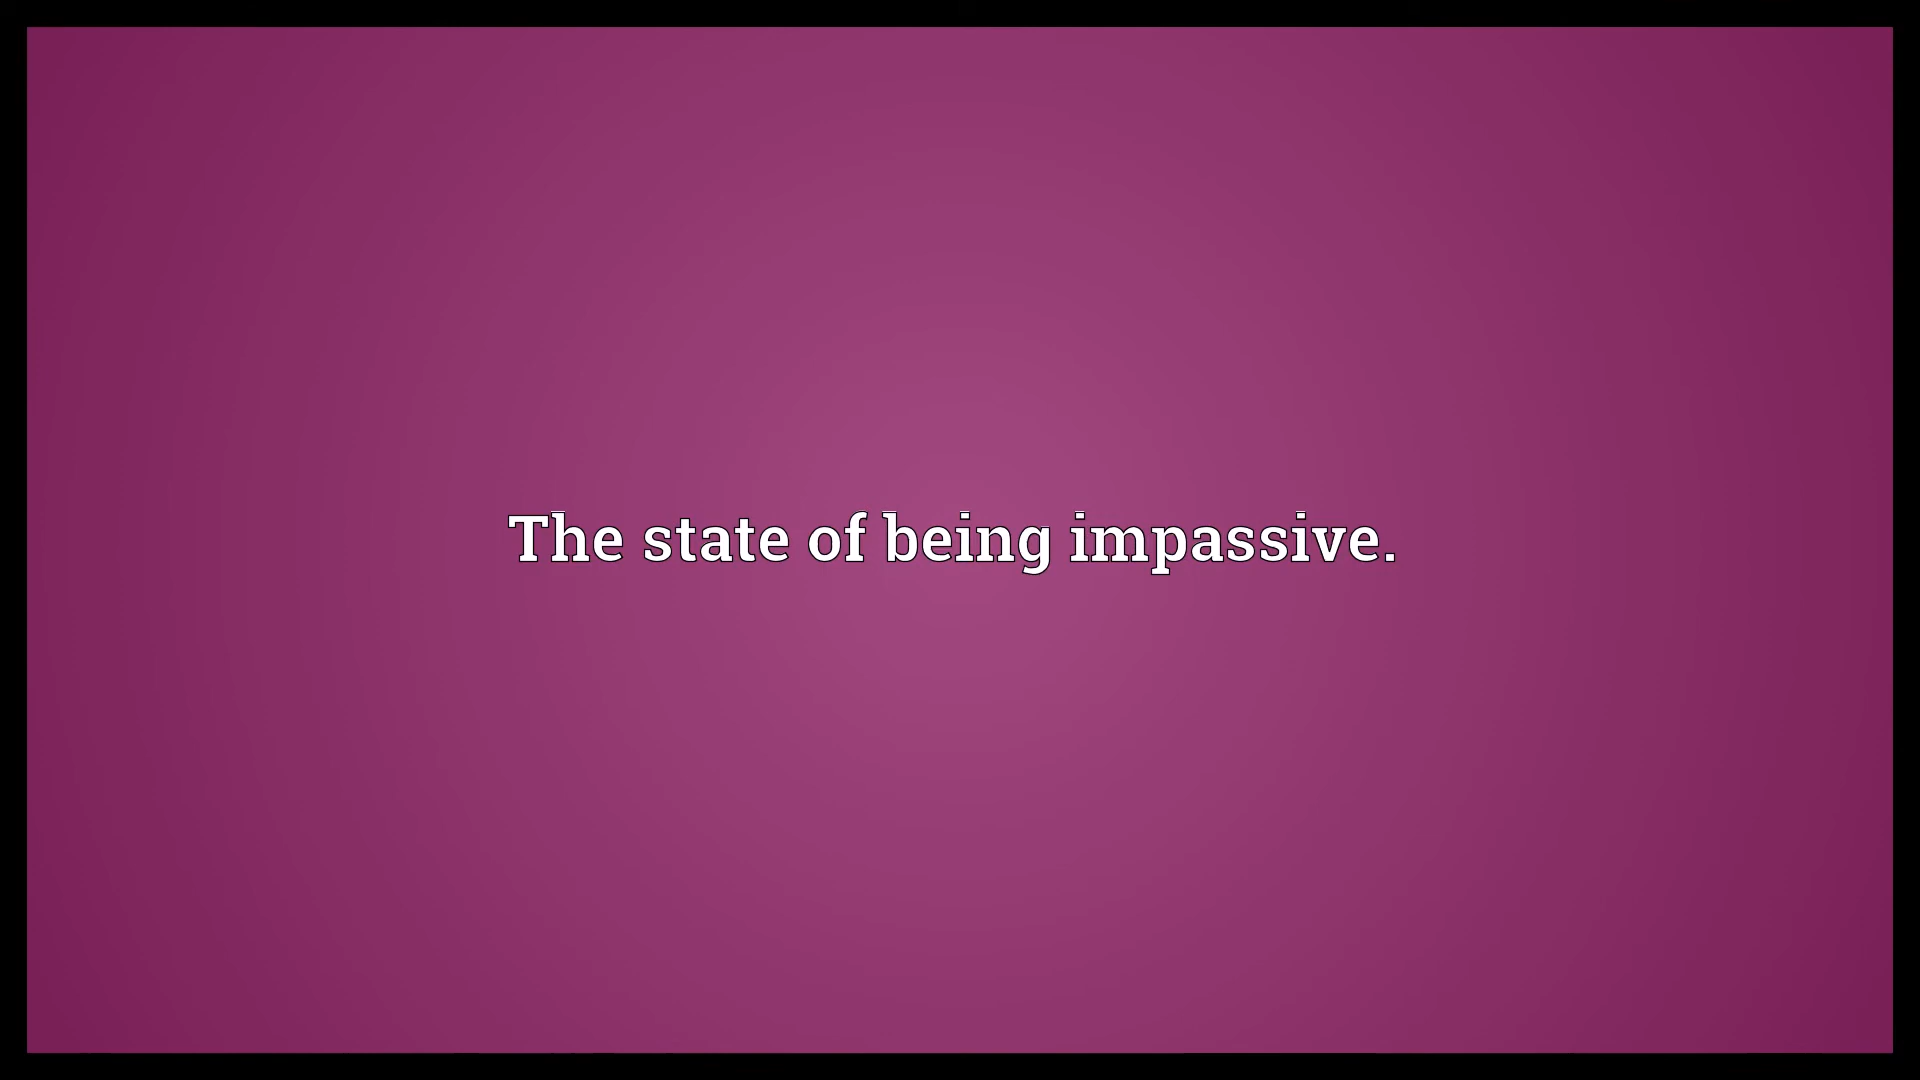 The state of being impassive.